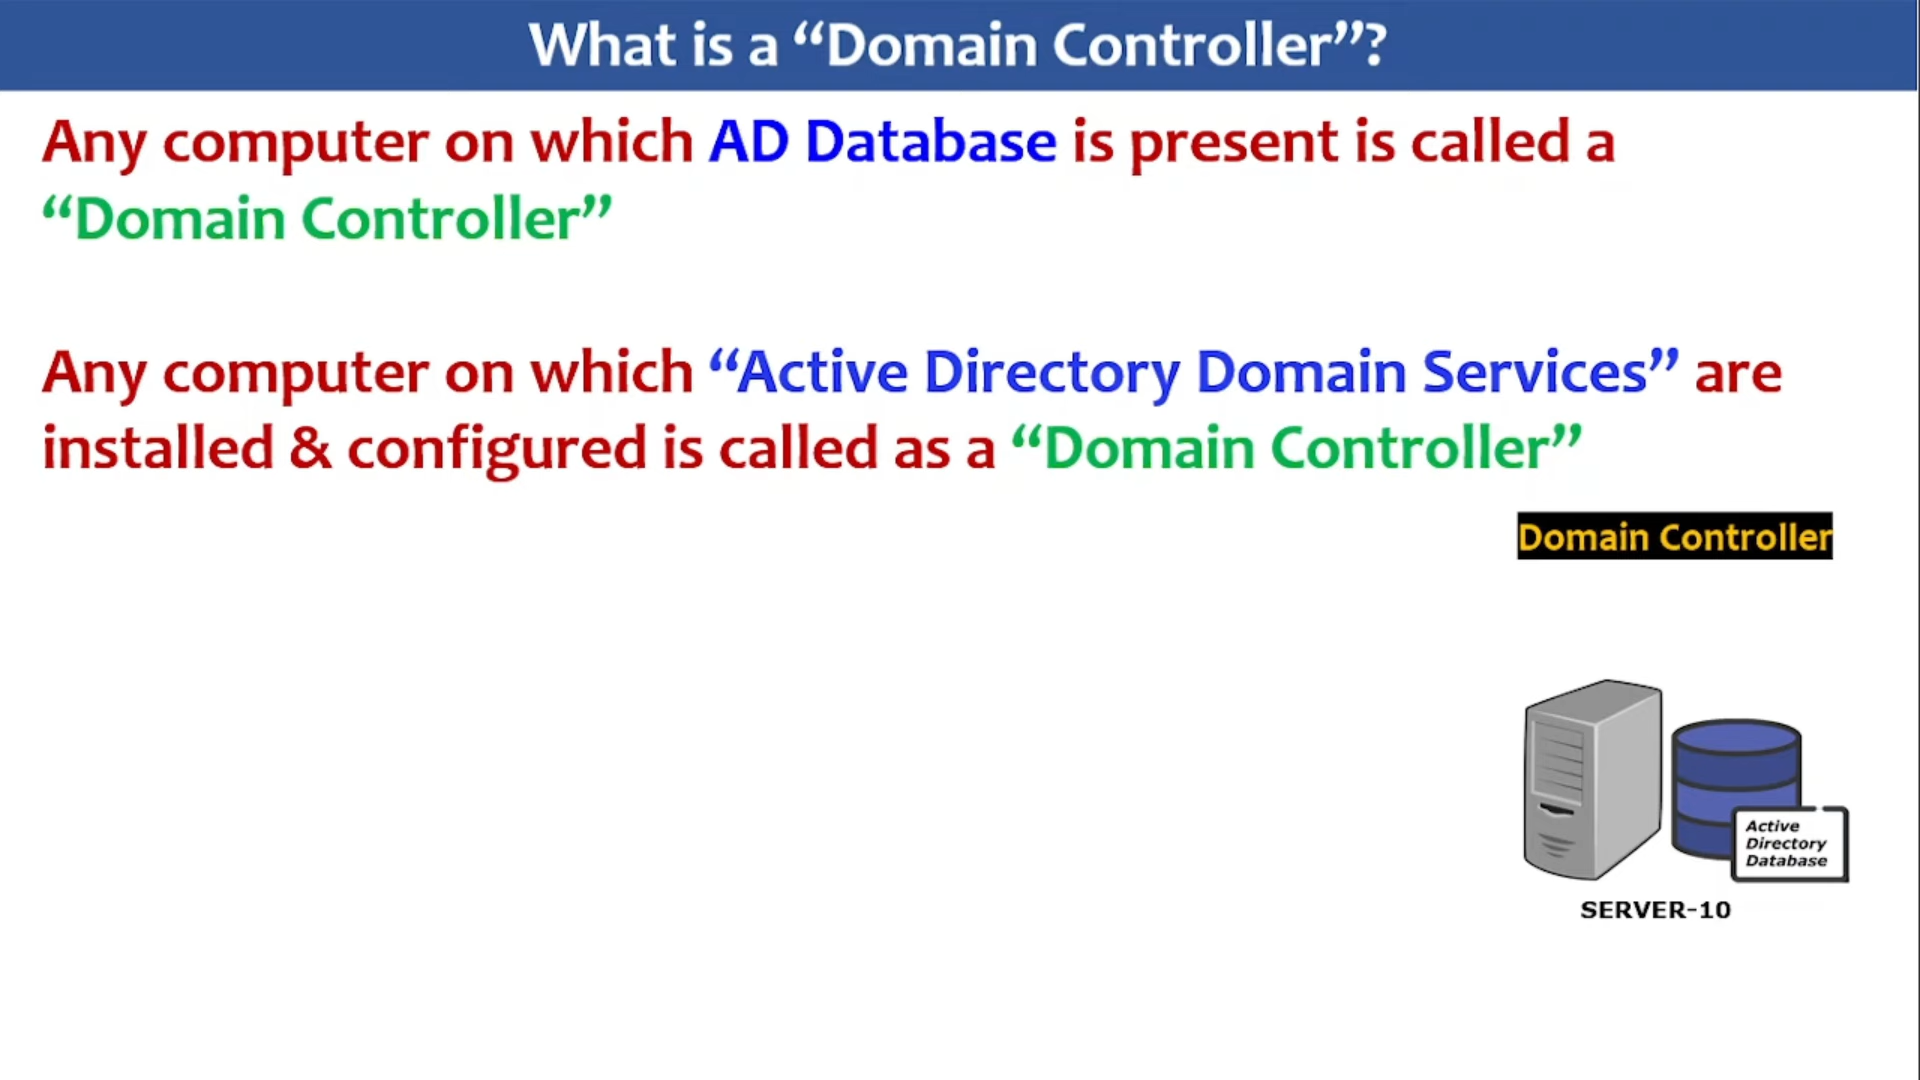 What is a “Domain Controller”?
Any computer on which AD Database is present is called a
“Domain Controller”
Any computer on which “Active Directory Domain Services” are
installed & configured is called as a “Domain Controller”
Domain Controller
Active
Directory
Database
SERVER-10